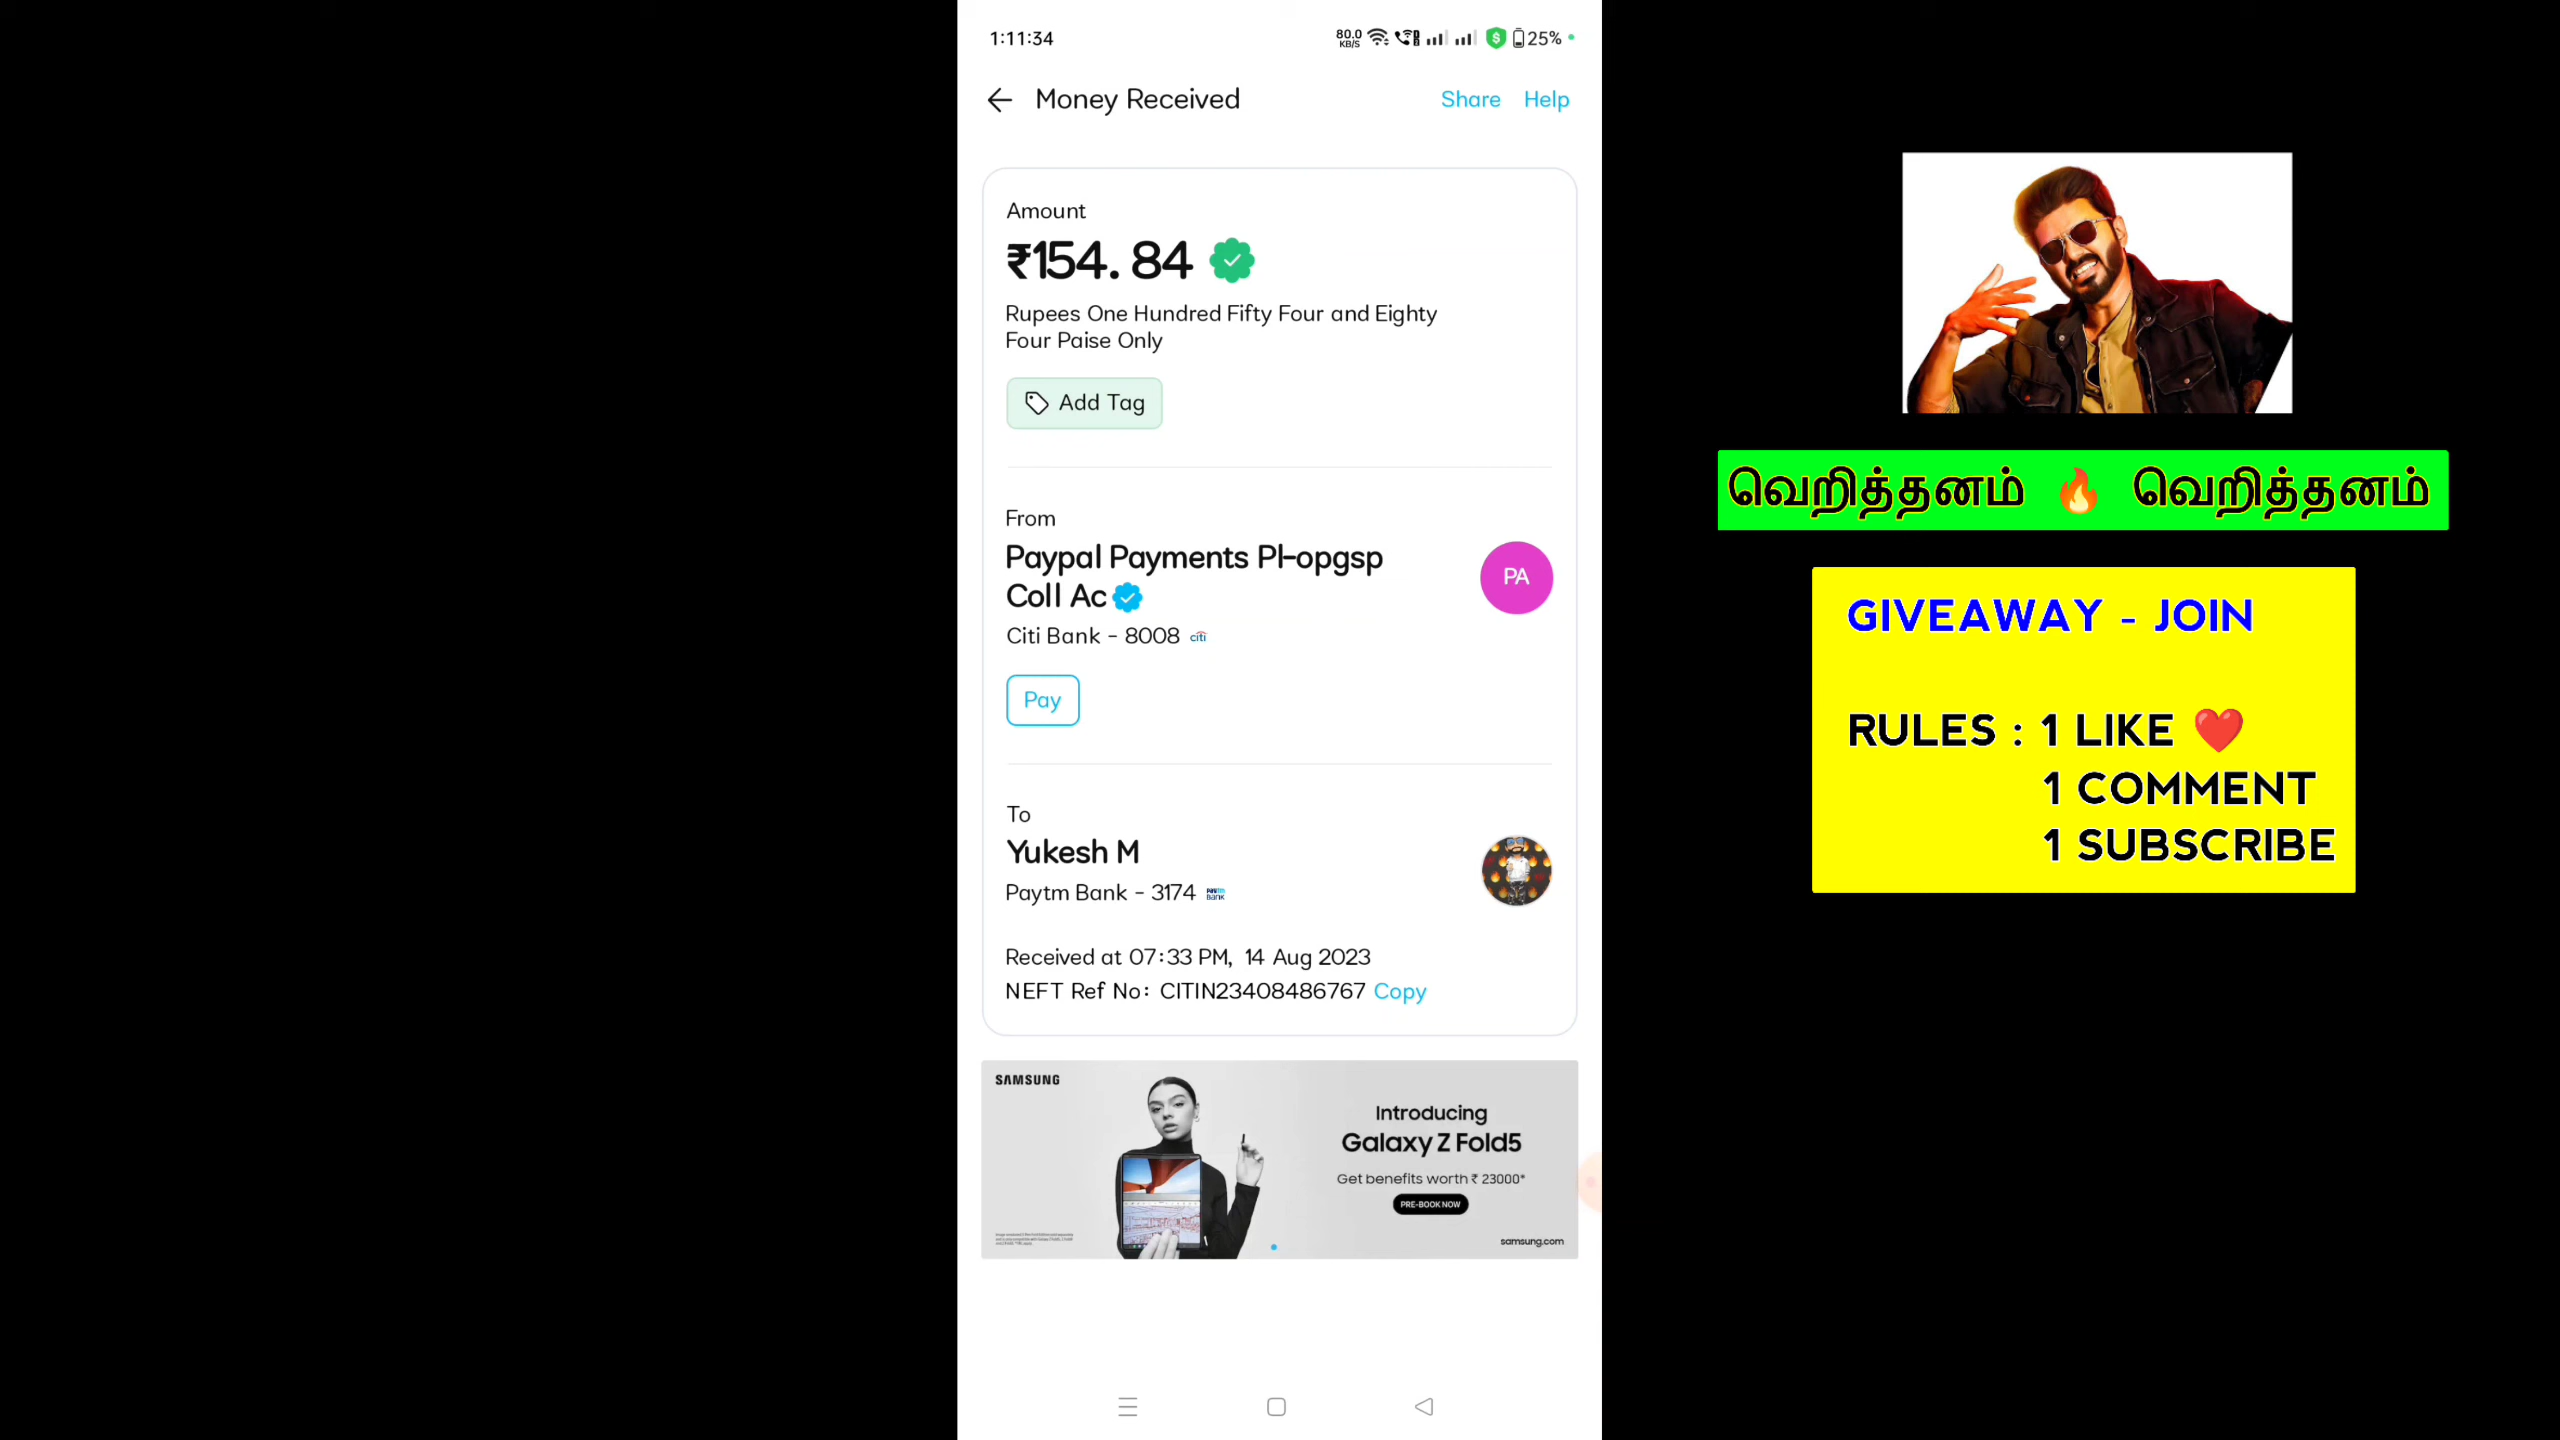 1:11:34
80.0
KB/S
25%
Money Received
Share Help
Amount
₹154. 84
Rupees One Hundred Fifty Four and Eighty
Four Paise Only
Add Tag
From
Paypal Payments Pl-opgsp
Coll Ac
PA
Citi Bank - 8008 citi
Pay
To
Yukesh M
Paytm Bank - 3174
Received at 07:33 PM, 14 Aug 2023
NEFT Ref No: CITIN23408486767 Copy
SAMSUNG
Introducing
Galaxy Z Fold5
Get benefits worth ₹ 23000*
PRE-BOOK NOW
samsung.com
வெறித்தனம் 🔥 வெறித்தனம்
GIVEAWAY - JOIN
RULES : 1 LIKE ❤️
1 COMMENT
1 SUBSCRIBE